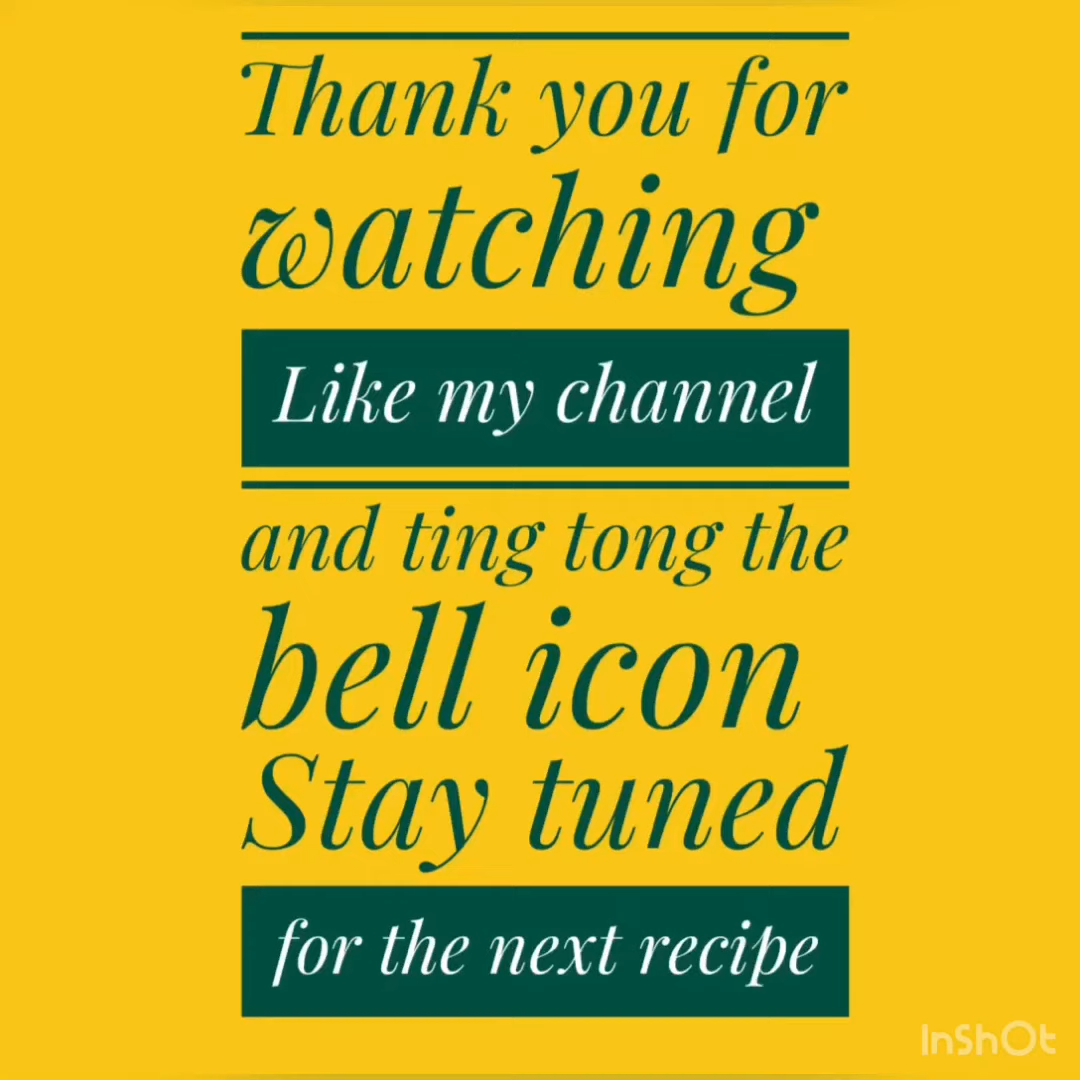 Thank you for
watching
Like my channel
and ting tong the
bell icon
Stay tuned
for the next recipe
InShOt